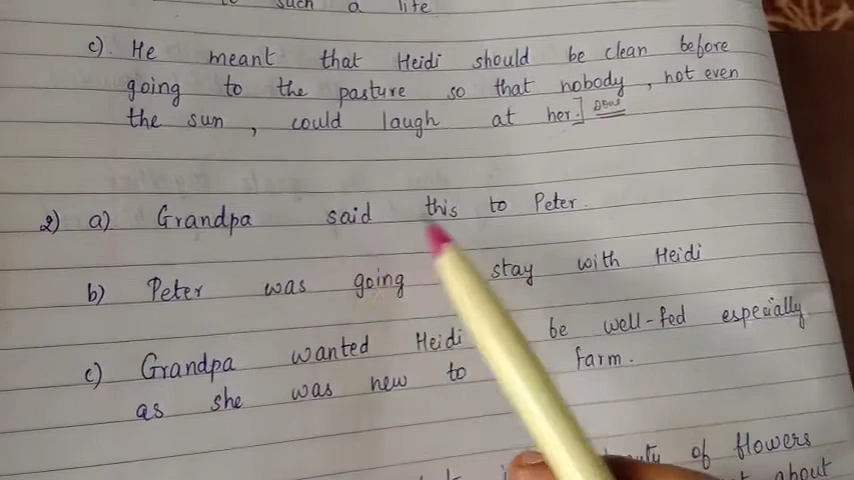 such a life
c). He meant that Heidi should be clean before
going to the pasture so that nobody, not even
the sun, could laugh at her.]
2) a) Grandpa said this to Peter.
b) Peter was going stay with Heidi
c) Grandpa wanted Heidi be well-fed especially
as she was new to farm.
of flowers
about